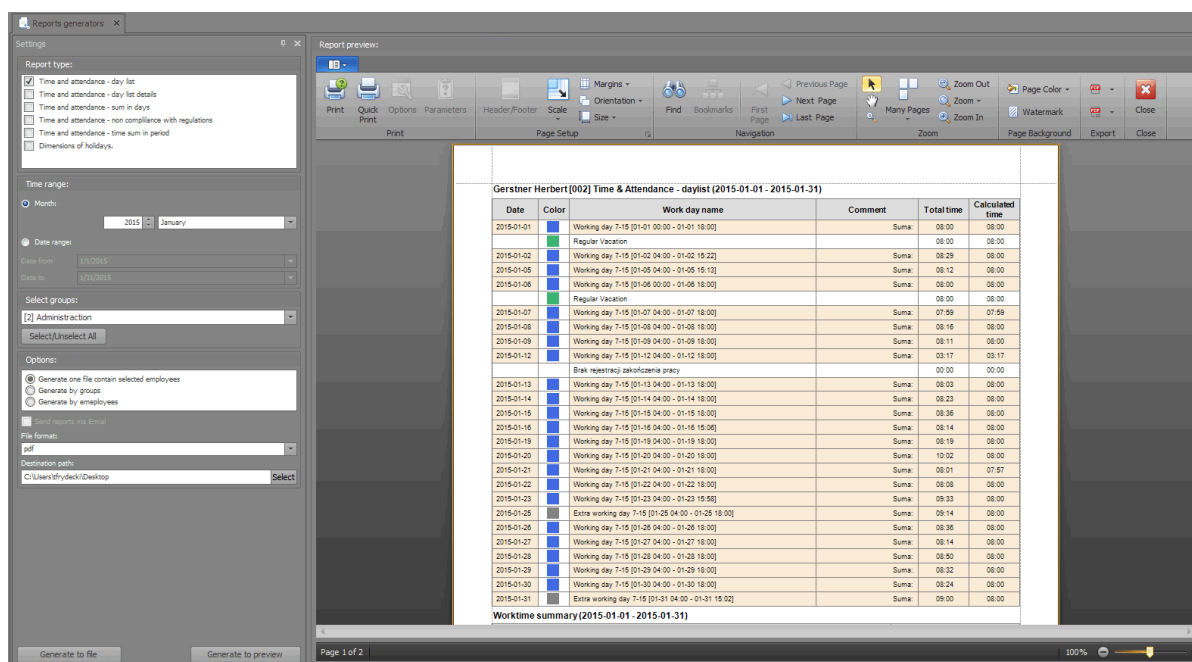 Reports generators
Settings
Report type:
Time and attendance - day list
Time and attendance - day list details
Time and attendance - sum in days
Time and attendance - non compliance with regulations
Time and attendance - time sum in period
Dimensions of holidays.
Time range:
Month:
2015 January
Date range:
Date from: 1/1/2015
Date to: 1/31/2015
Select groups:
[2] Administraction
Select/Unselect All
Options:
Generate one file contain selected employees
Generate by groups
Generate by emeployees
Send reports via Email
File format:
pdf
Destination path:
C:\Users\tfrydecki\Desktop Select
Generate to file Generate to preview
Report preview:
Print Quick Print Options Parameters
Print
Header/Footer Scale Margins Orientation Size
Page Setup
Find Bookmarks First Page Previous Page Next Page Last Page
Navigation
Many Pages Zoom Out Zoom Zoom In
Zoom
Page Color Watermark
Page Background
Export
Close
Close
Gerstner Herbert [002] Time & Attendance - daylist (2015-01-01 - 2015-01-31)
Date Color Work day name Comment Total time Calculated time
2015-01-01 Working day 7-15 [01-01 00:00 - 01-01 18:00] Suma: 08:00 08:00
Regular Vacation 08:00 08:00
2015-01-02 Working day 7-15 [01-02 04:00 - 01-02 15:22] Suma: 08:29 08:00
2015-01-05 Working day 7-15 [01-05 04:00 - 01-05 15:13] Suma: 08:12 08:00
2015-01-06 Working day 7-15 [01-06 00:00 - 01-06 18:00] Suma: 08:00 08:00
Regular Vacation 08:00 08:00
2015-01-07 Working day 7-15 [01-07 04:00 - 01-07 18:00] Suma: 07:59 07:59
2015-01-08 Working day 7-15 [01-08 04:00 - 01-08 18:00] Suma: 08:16 08:00
2015-01-09 Working day 7-15 [01-09 04:00 - 01-09 18:00] Suma: 08:11 08:00
2015-01-12 Working day 7-15 [01-12 04:00 - 01-12 18:00] Suma: 03:17 03:17
Brak rejestracji zakończenia pracy 00:00 00:00
2015-01-13 Working day 7-15 [01-13 04:00 - 01-13 18:00] Suma: 08:03 08:00
2015-01-14 Working day 7-15 [01-14 04:00 - 01-14 18:00] Suma: 08:23 08:00
2015-01-15 Working day 7-15 [01-15 04:00 - 01-15 18:00] Suma: 08:36 08:00
2015-01-16 Working day 7-15 [01-16 04:00 - 01-16 15:06] Suma: 08:14 08:00
2015-01-19 Working day 7-15 [01-19 04:00 - 01-19 18:00] Suma: 08:19 08:00
2015-01-20 Working day 7-15 [01-20 04:00 - 01-20 18:00] Suma: 10:02 08:00
2015-01-21 Working day 7-15 [01-21 04:00 - 01-21 18:00] Suma: 08:01 07:57
2015-01-22 Working day 7-15 [01-22 04:00 - 01-22 18:00] Suma: 08:08 08:00
2015-01-23 Working day 7-15 [01-23 04:00 - 01-23 15:58] Suma: 09:33 08:00
2015-01-25 Extra working day 7-15 [01-25 04:00 - 01-25 18:00] Suma: 09:14 08:00
2015-01-26 Working day 7-15 [01-26 04:00 - 01-26 18:00] Suma: 08:36 08:00
2015-01-27 Working day 7-15 [01-27 04:00 - 01-27 18:00] Suma: 08:14 08:00
2015-01-28 Working day 7-15 [01-28 04:00 - 01-28 18:00] Suma: 08:50 08:00
2015-01-29 Working day 7-15 [01-29 04:00 - 01-29 18:00] Suma: 08:32 08:00
2015-01-30 Working day 7-15 [01-30 04:00 - 01-30 18:00] Suma: 08:24 08:00
2015-01-31 Extra working day 7-15 [01-31 04:00 - 01-31 15:02] Suma: 09:00 08:00
Worktime summary (2015-01-01 - 2015-01-31)
Page 1 of 2 100%